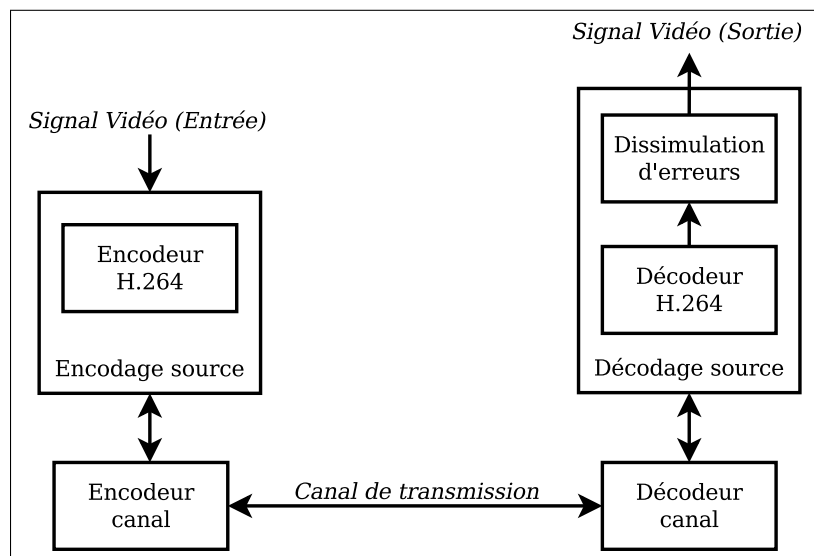 Signal Vidéo (Sortie)
Signal Vidéo (Entrée)
Dissimulation
d'erreurs
Encodeur
H.264
Décodeur
H.264
Encodage source
Décodage source
Encodeur
canal
Canal de transmission
Décodeur
canal